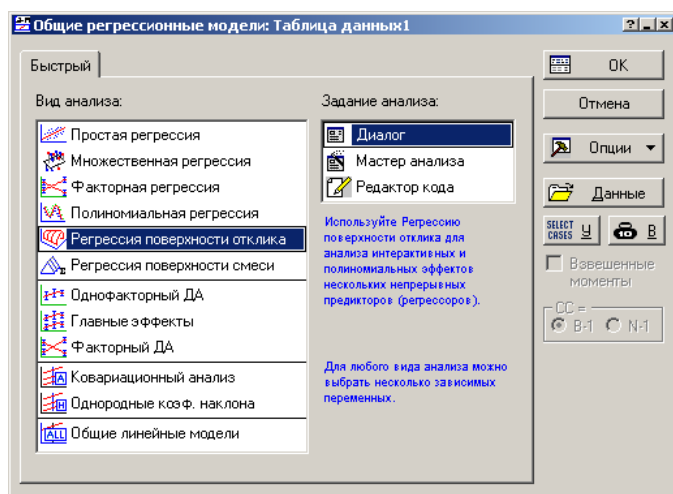 Общие регрессионные модели: Таблица данных1
Быстрый
Вид анализа:
Простая регрессия
Множественная регрессия
Факторная регрессия
Полиномиальная регрессия
Регрессия поверхности отклика
Регрессия поверхности смеси
Однофакторный ДА
Главные эффекты
Факторный ДА
Ковариационный анализ
Однородные коэф. наклона
ALL Общие линейные модели
Задание анализа:
Диалог
Мастер анализа
Редактор кода
Используйте Регрессию
поверхности отклика для
анализа интерактивных и
полиномиальных эффектов
нескольких непрерывных
предикторов (регрессоров).
Для любого вида анализа можно
выбрать несколько зависимых
переменных.
OK
Отмена
Опции
Данные
SELECT CASES У В
Взвешенные
моменты
СС =
В-1 N-1